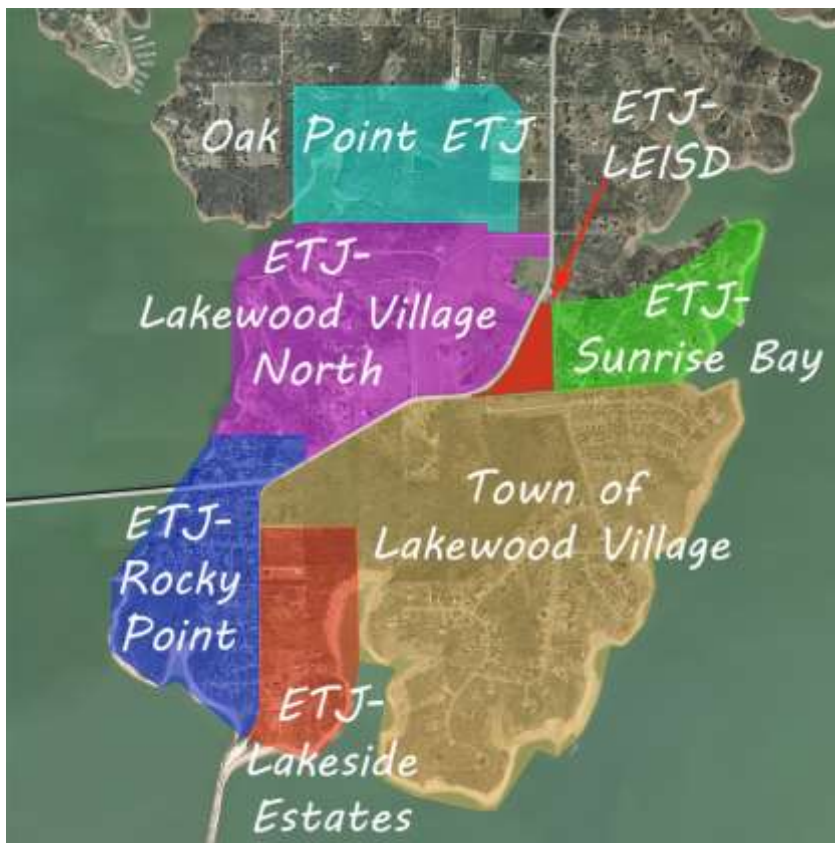 Oak Point ETJ
ETJ-
LEISD
ETJ-
Lakewood Village
North
ETJ-
Sunrise Bay
Town of
Lakewood Village
ETJ-
Rocky
Point
ETJ-
Lakeside
Estates